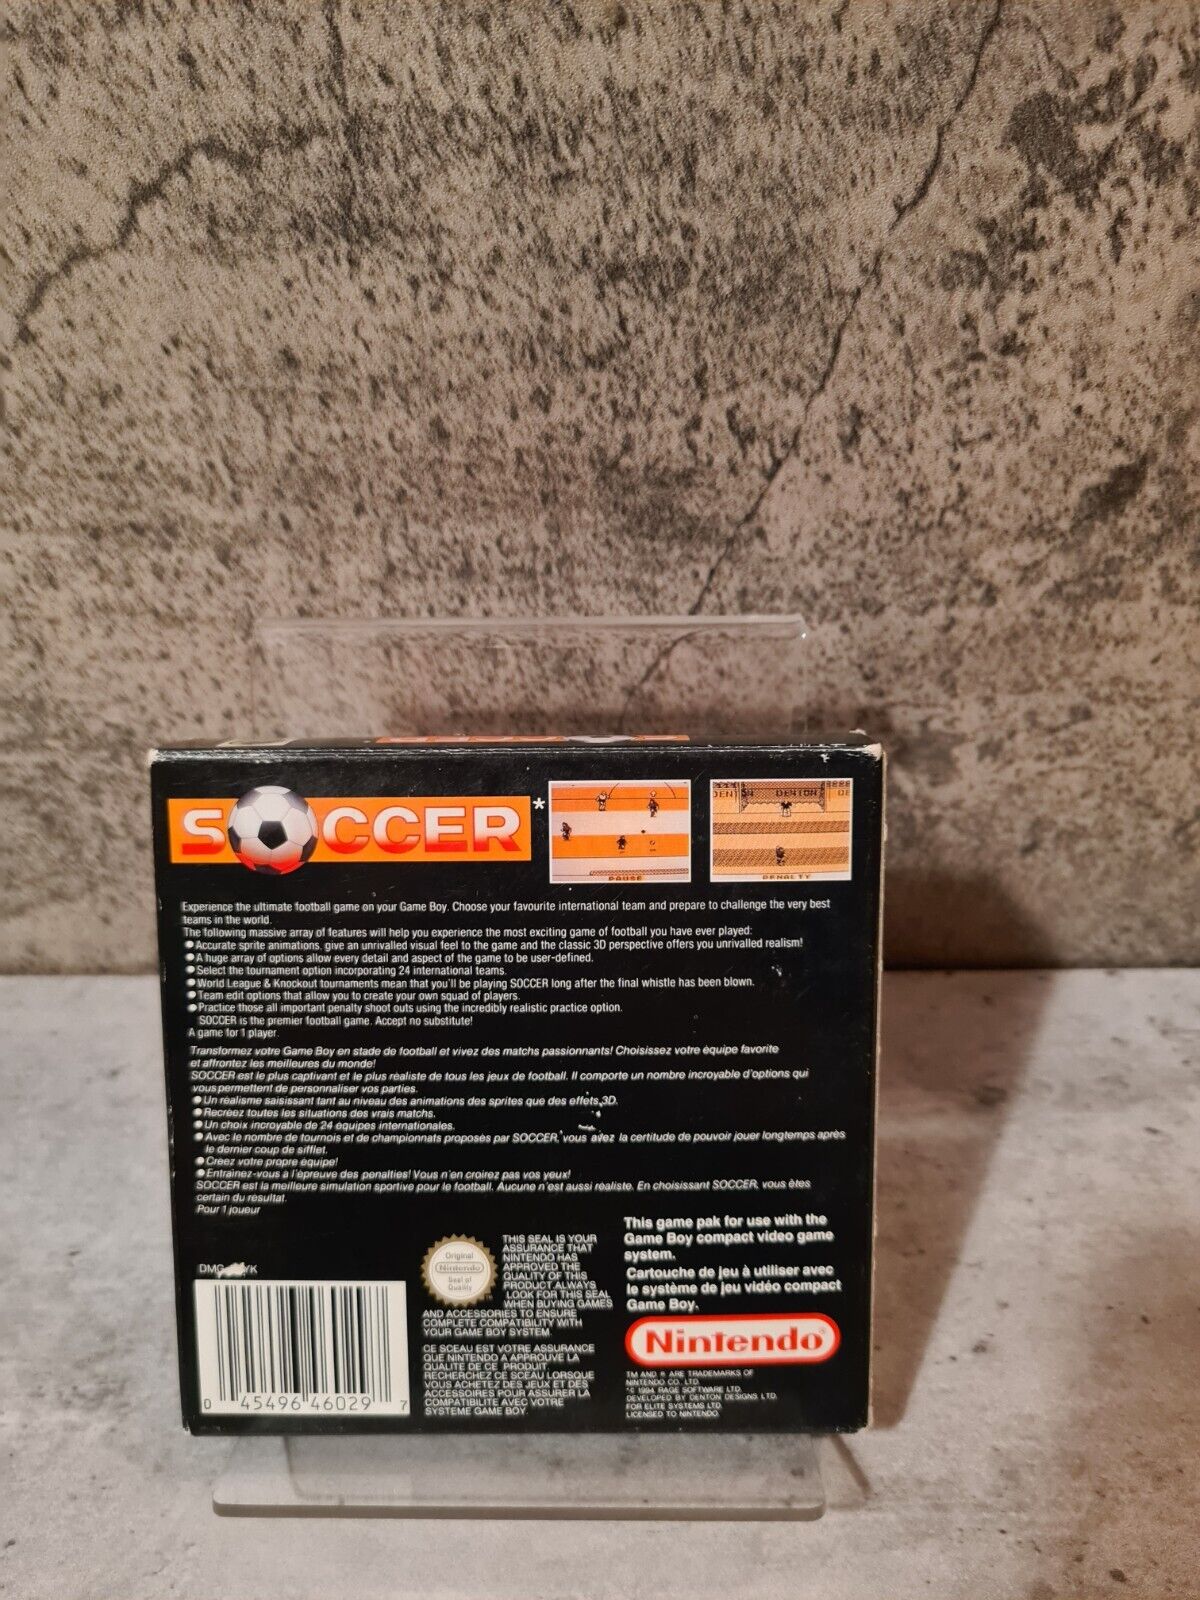 SOCCER*
PAUSE
DENTON
PENALTY
Experience the ultimate football game on your Game Boy. Choose your favourite international team and prepare to challenge the very best
teams in the world.
The following massive array of features will help you experience the most exciting game of football you have ever played:
●Accurate sprite animations, give an unrivalled visual feel to the game and the classic 3D perspective offers you unrivalled realism!
●A huge array of options allow every detail and aspect of the game to be user-defined.
●Select the tournament option incorporating 24 international teams.
●World League & Knockout tournaments mean that you'll be playing SOCCER long after the final whistle has been blown.
●Team edit options that allow you to create your own squad of players.
●Practice those all important penalty shoot outs using the incredibly realistic practice option.
SOCCER is the premier football game. Accept no substitute!
A game for 1 player.
Transformez votre Game Boy en stade de football et vivez des matchs passionnants! Choisissez votre équipe favorite
et affrontez les meilleures du monde!
SOCCER est le plus captivant et le plus réaliste de tous les jeux de football. Il comporte un nombre incroyable d'options qui
vous permettent de personnaliser vos parties.
●Un réalisme saisissant tant au niveau des animations des sprites que des effets 3D.
●Recréez toutes les situations des vrais matchs.
●Un choix incroyable de 24 équipes internationales.
●Avec le nombre de tournois et de championnats proposés par SOCCER, vous avez la certitude de pouvoir jouer longtemps après
le dernier coup de sifflet.
●Créez votre propre équipe!
●Entrainez-vous à l'épreuve des penalties! Vous n'en croirez pas vos yeux!
SOCCER est la meilleure simulation sportive pour le football. Aucune n'est aussi réaliste. En choisissant SOCCER, vous êtes
certain du résultat.
Pour 1 joueur
DMG
0 45496 46029 7
Original
Nintendo
Seal of
Quality
THIS SEAL IS YOUR
ASSURANCE THAT
NINTENDO HAS
APPROVED THE
QUALITY OF THIS
PRODUCT. ALWAYS
LOOK FOR THIS SEAL
WHEN BUYING GAMES
AND ACCESSORIES TO ENSURE
COMPLETE COMPATIBILITY WITH
YOUR GAME BOY SYSTEM.
CE SCEAU EST VOTRE ASSURANCE
QUE NINTENDO A APPROUVE LA
QUALITE DE CE PRODUIT.
RECHERCHEZ CE SCEAU LORSQUE
VOUS ACHETEZ DES JEUX ET DES
ACCESSOIRES POUR ASSURER LA
COMPATIBILITE AVEC VOTRE
SYSTEME GAME BOY.
This game pak for use with the
Game Boy compact video game
system.
Cartouche de jeu à utiliser avec
le système de jeu vidéo compact
Game Boy.
Nintendo®
TM AND ® ARE TRADEMARKS OF
NINTENDO CO. LTD.
*© 1994 RAGE SOFTWARE LTD.
DEVELOPED BY DENTON DESIGNS LTD.
FOR ELITE SYSTEMS LTD.
LICENSED TO NINTENDO.